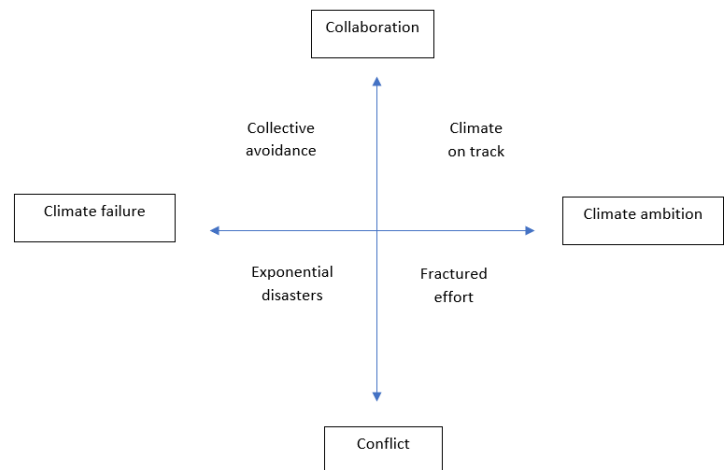 Collaboration
Collective
avoidance
Climate
on track
Climate failure
Climate ambition
Exponential
disasters
Fractured
effort
Conflict